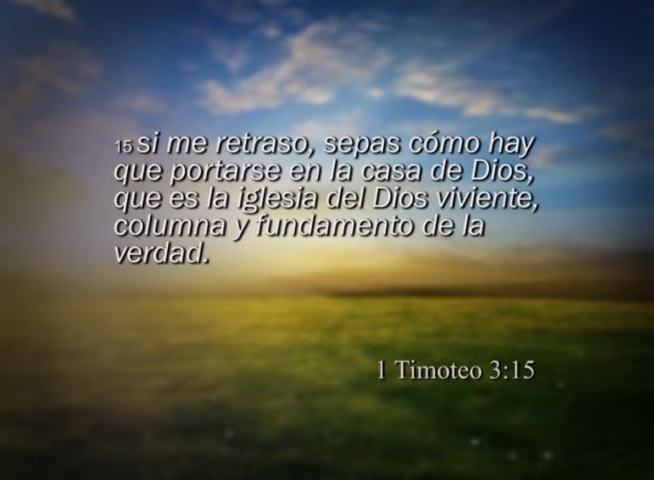 15 si me retraso, sepas cómo hay
que portarse en la casa de Dios,
que es la iglesia del Dios viviente,
columna y fundamento de la
verdad.
1 Timoteo 3:15